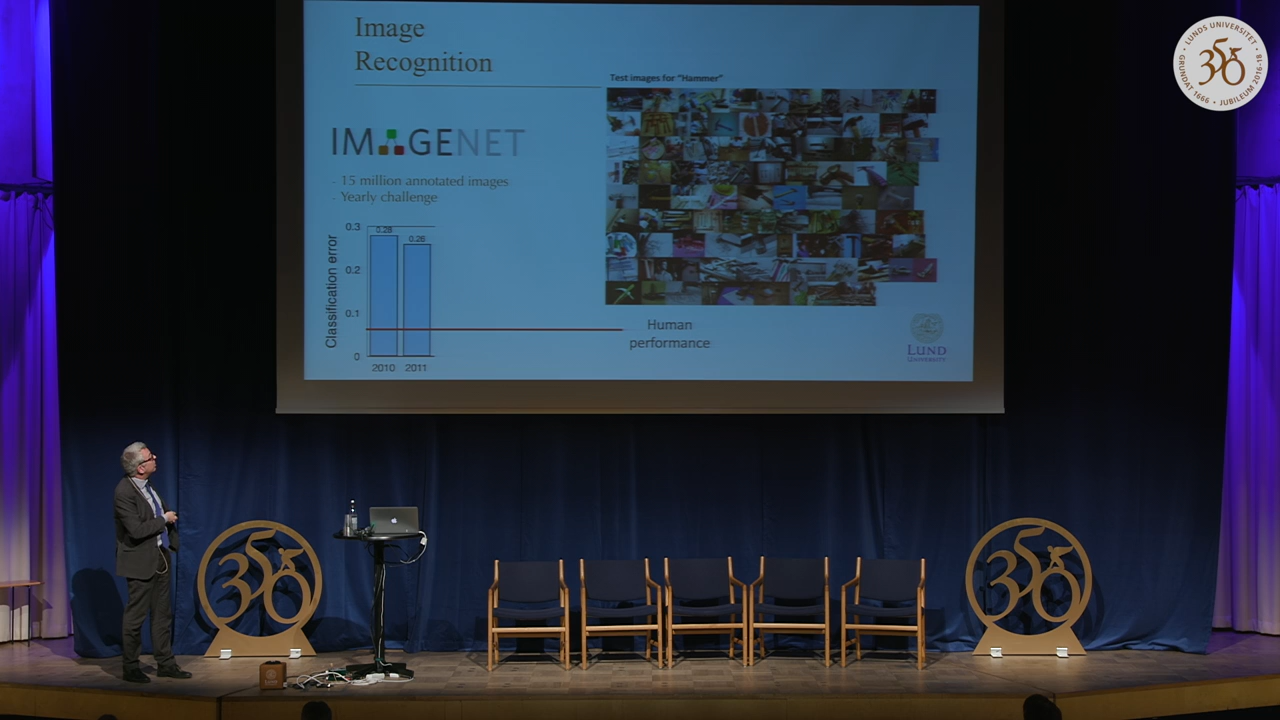 Image
Recognition
IMAGENET
- 15 million annotated images
- Yearly challenge
Test images for "Hammer"
Classification error
0.3
0.2
0.1
0
0.28
0.26
2010
2011
Human
performance
LUND
UNIVERSITY
LUNDS UNIVERSITET
350
GRUNDAT 1666 • JUBILEUM 2016-18
350
350